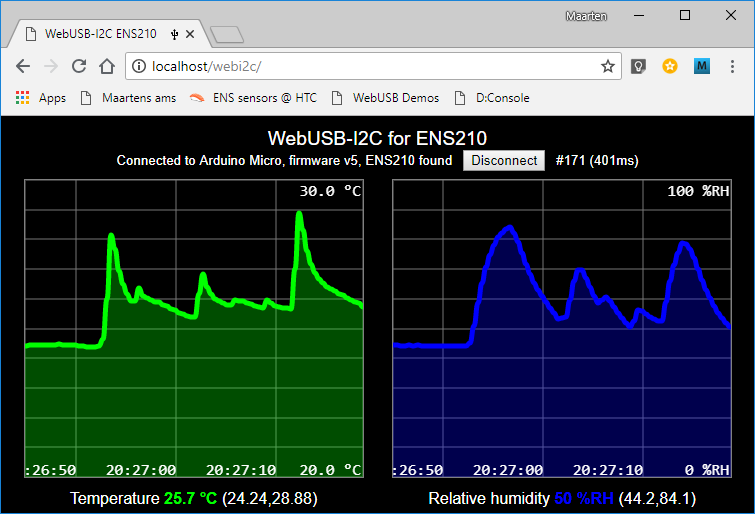 Maarten
WebUSB-I2C ENS210
localhost/webi2c/
M
Apps Maartens ams ENS sensors @ HTC WebUSB Demos D:Console
WebUSB-I2C for ENS210
Connected to Arduino Micro, firmware v5, ENS210 found Disconnect #171 (401ms)
30.0 °C
:26:50 20:27:00 20:27:10 20.0 °C
100 %RH
:26:50 20:27:00 20:27:10 0 %RH
Temperature 25.7 °C (24.24,28.88)
Relative humidity 50 %RH (44.2,84.1)